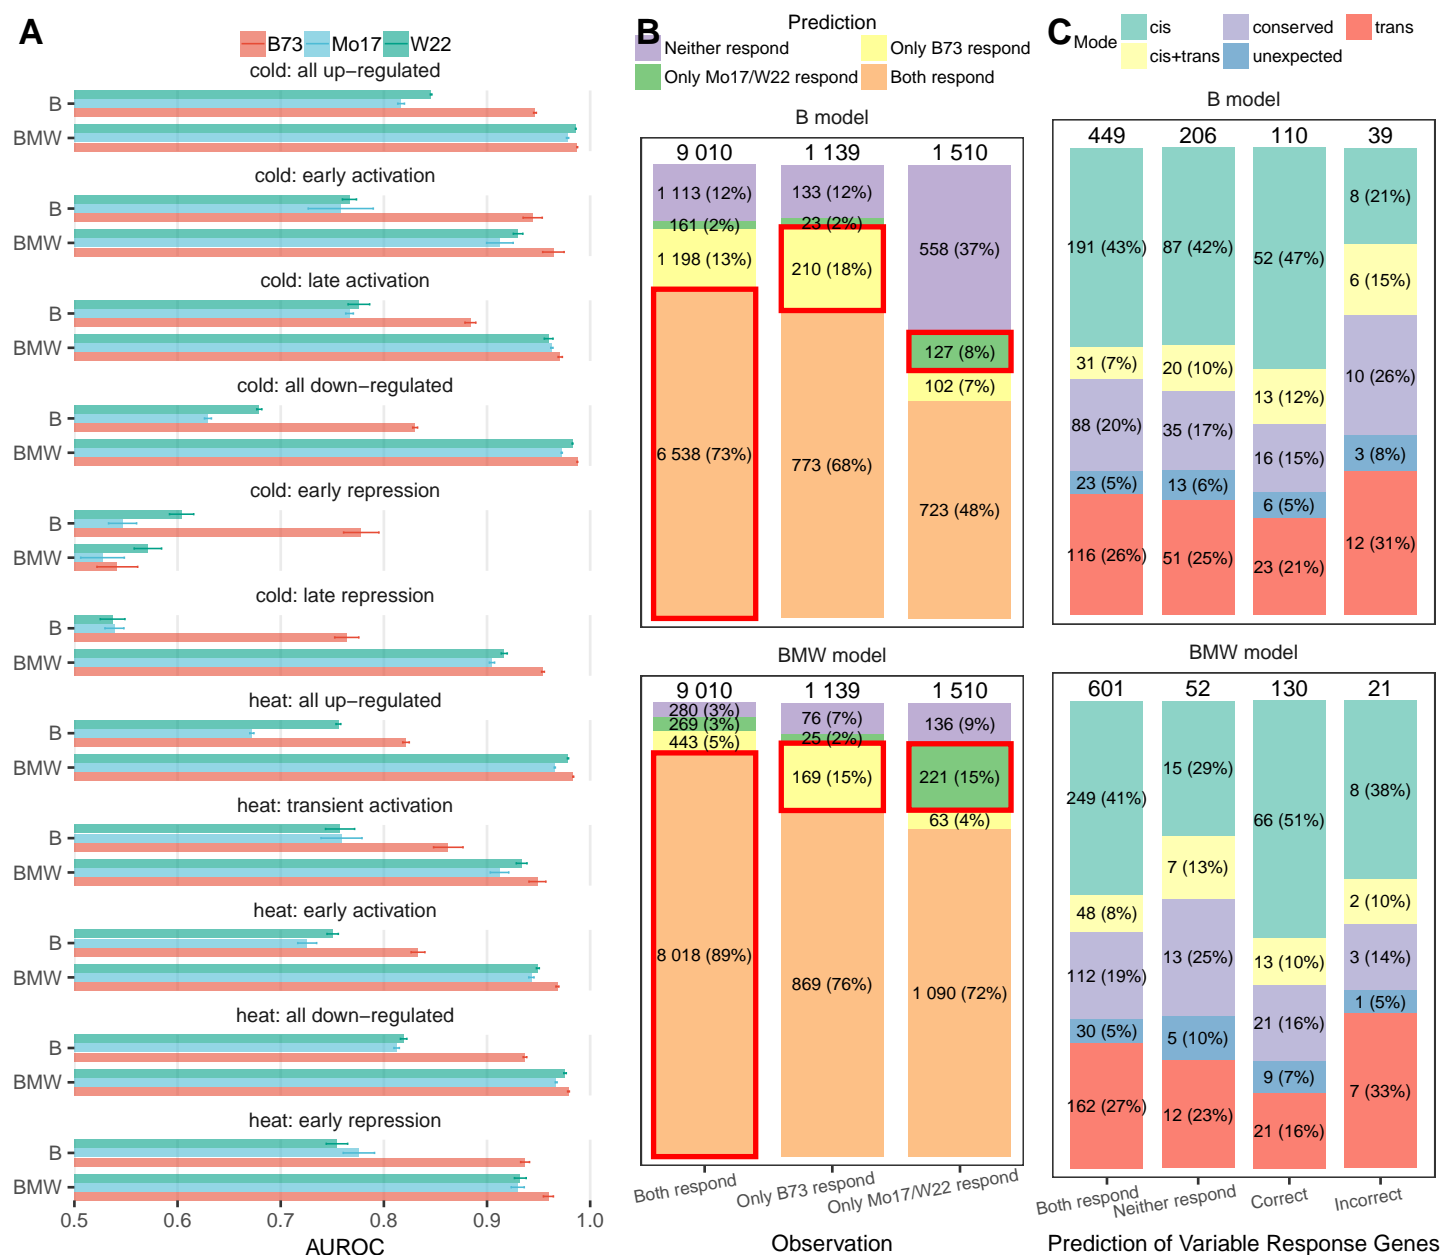 A
B73 Mo17 W22
cold: all up−regulated
B
BMW
cold: early activation
B
BMW
cold: late activation
B
BMW
cold: all down−regulated
B
BMW
cold: early repression
B
BMW
cold: late repression
B
BMW
heat: all up−regulated
B
BMW
heat: transient activation
B
BMW
heat: early activation
B
BMW
heat: all down−regulated
B
BMW
heat: early repression
B
BMW
0.5 0.6 0.7 0.8 0.9 1.0
AUROC
B
Prediction
Neither respond Only B73 respond
Only Mo17/W22 respond Both respond
B model
9 010 1 139 1 510
1 113 (12%) 133 (12%) 558 (37%)
161 (2%) 23 (2%) 127 (8%)
1 198 (13%) 210 (18%) 102 (7%)
6 538 (73%) 773 (68%) 723 (48%)
BMW model
9 010 1 139 1 510
280 (3%) 76 (7%) 136 (9%)
269 (3%) 25 (2%) 221 (15%)
443 (5%) 169 (15%) 63 (4%)
8 018 (89%) 869 (76%) 1 090 (72%)
Both respond Only B73 respond Only Mo17/W22 respond
Observation
C
Mode cis conserved trans
cis+trans unexpected
B model
449 206 110 39
191 (43%) 87 (42%) 52 (47%) 8 (21%)
31 (7%) 20 (10%) 13 (12%) 6 (15%)
88 (20%) 35 (17%) 16 (15%) 10 (26%)
23 (5%) 13 (6%) 6 (5%) 3 (8%)
116 (26%) 51 (25%) 23 (21%) 12 (31%)
BMW model
601 52 130 21
249 (41%) 15 (29%) 66 (51%) 8 (38%)
48 (8%) 7 (13%) 13 (10%) 2 (10%)
112 (19%) 13 (25%) 21 (16%) 3 (14%)
30 (5%) 5 (10%) 9 (7%) 1 (5%)
162 (27%) 12 (23%) 21 (16%) 7 (33%)
Both respond Neither respond Correct Incorrect
Prediction of Variable Response Genes